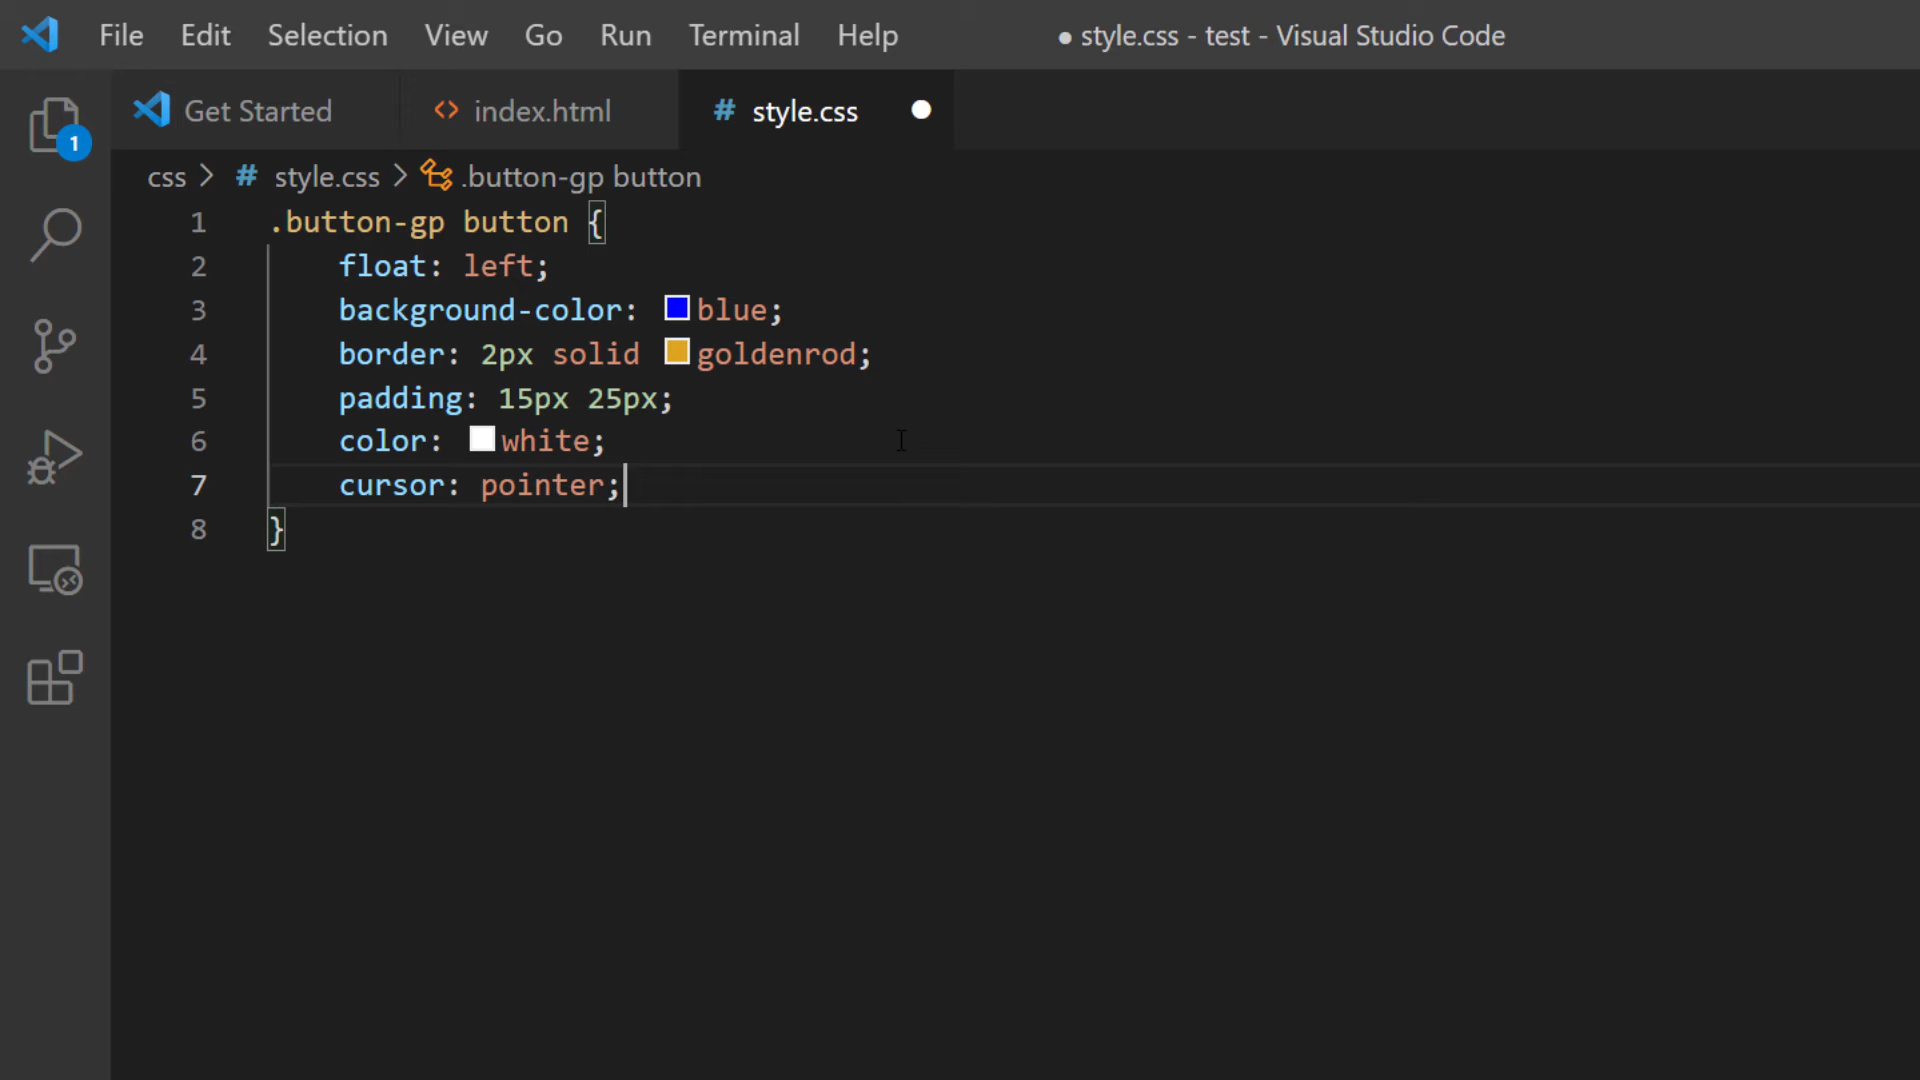 File Edit Selection View Go Run Terminal Help ● style.css - test - Visual Studio Code
Get Started <> index.html # style.css ●
1
css > # style.css > .button-gp button
1 .button-gp button {
2 float: left;
3 background-color: blue;
4 border: 2px solid goldenrod;
5 padding: 15px 25px;
6 color: white;
7 cursor: pointer;
8 }